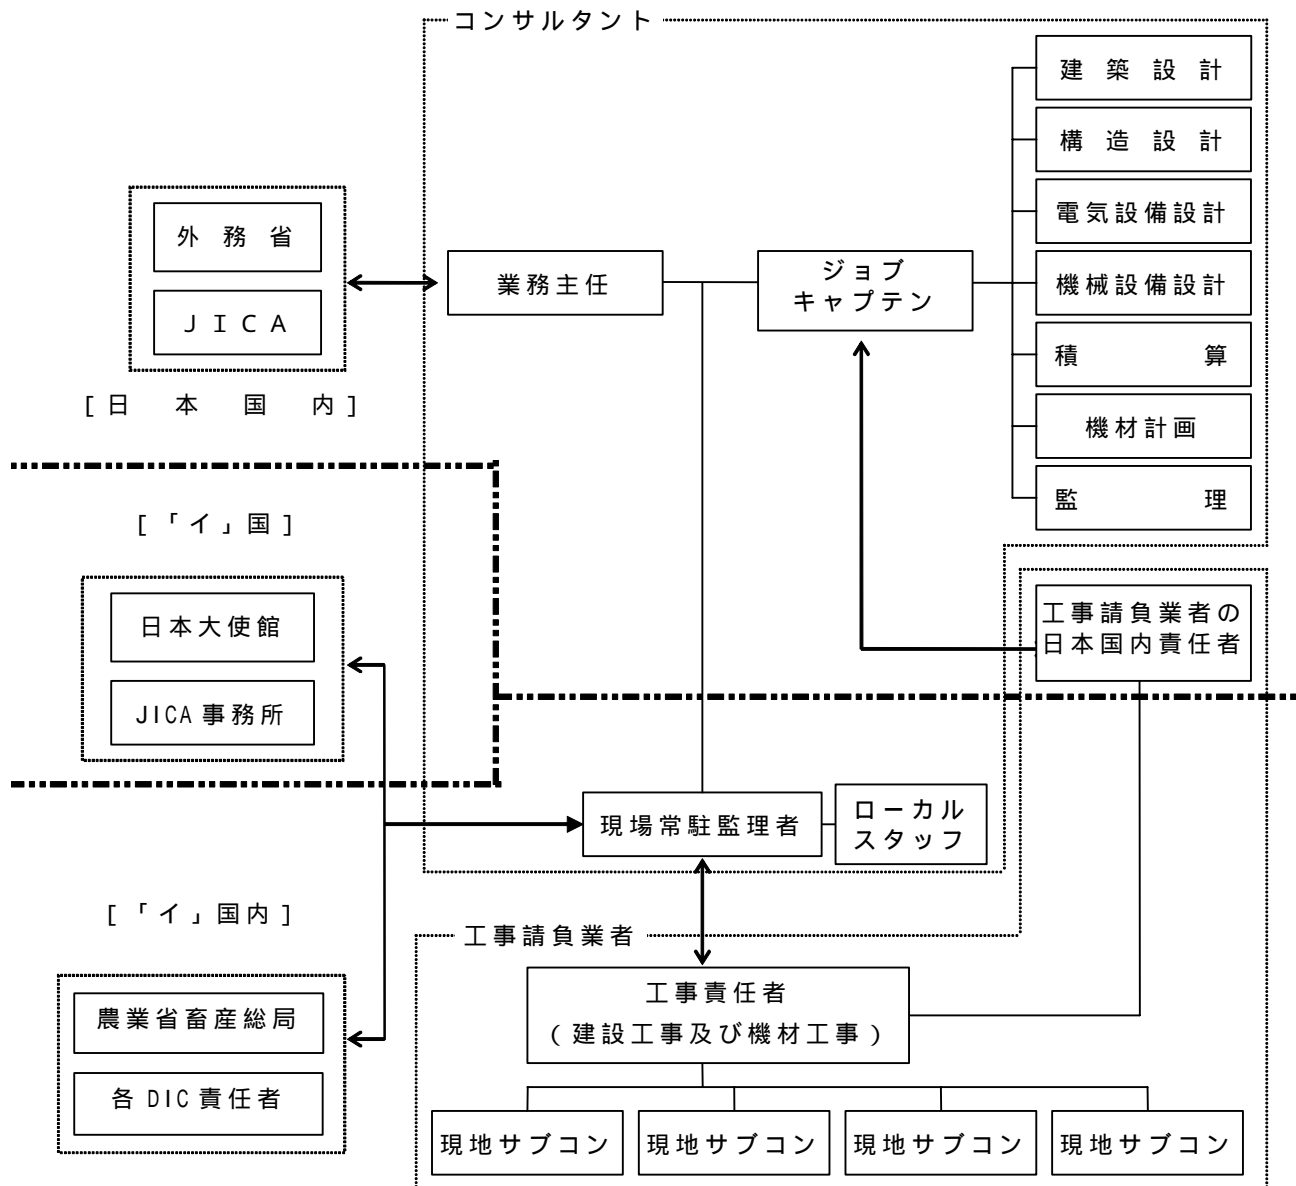 コンサルタント
建築設計
構造設計
電気設備設計
機械設備設計
積算
機材計画
監理
外務省
JICA
[日本国内]
業務主任
ジョブ
キャプテン
[「イ」国]
日本大使館
JICA事務所
工事請負業者の
日本国内責任者
現場常駐監理者
ローカル
スタッフ
[「イ」国内]
農業省畜産総局
各DIC責任者
工事請負業者
工事責任者
(建設工事及び機材工事)
現地サブコン
現地サブコン
現地サブコン
現地サブコン